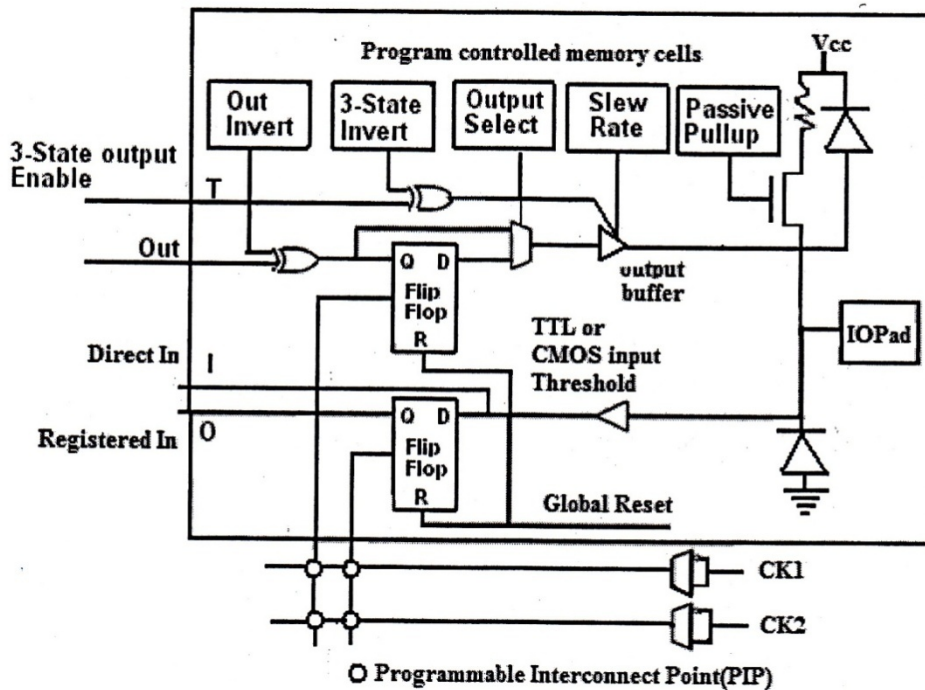 Program controlled memory cells
Vcc
Out
Invert
3-State
Invert
Output
Select
Slew
Rate
Passive
Pullup
3-State output
Enable
T
Out
Q D
Flip
Flop
R
output
buffer
TTL or
CMOS input
Threshold
IOPad
Direct In
I
Q D
Flip
Flop
R
Registered In
O
Global Reset
CK1
CK2
Programmable Interconnect Point(PIP)